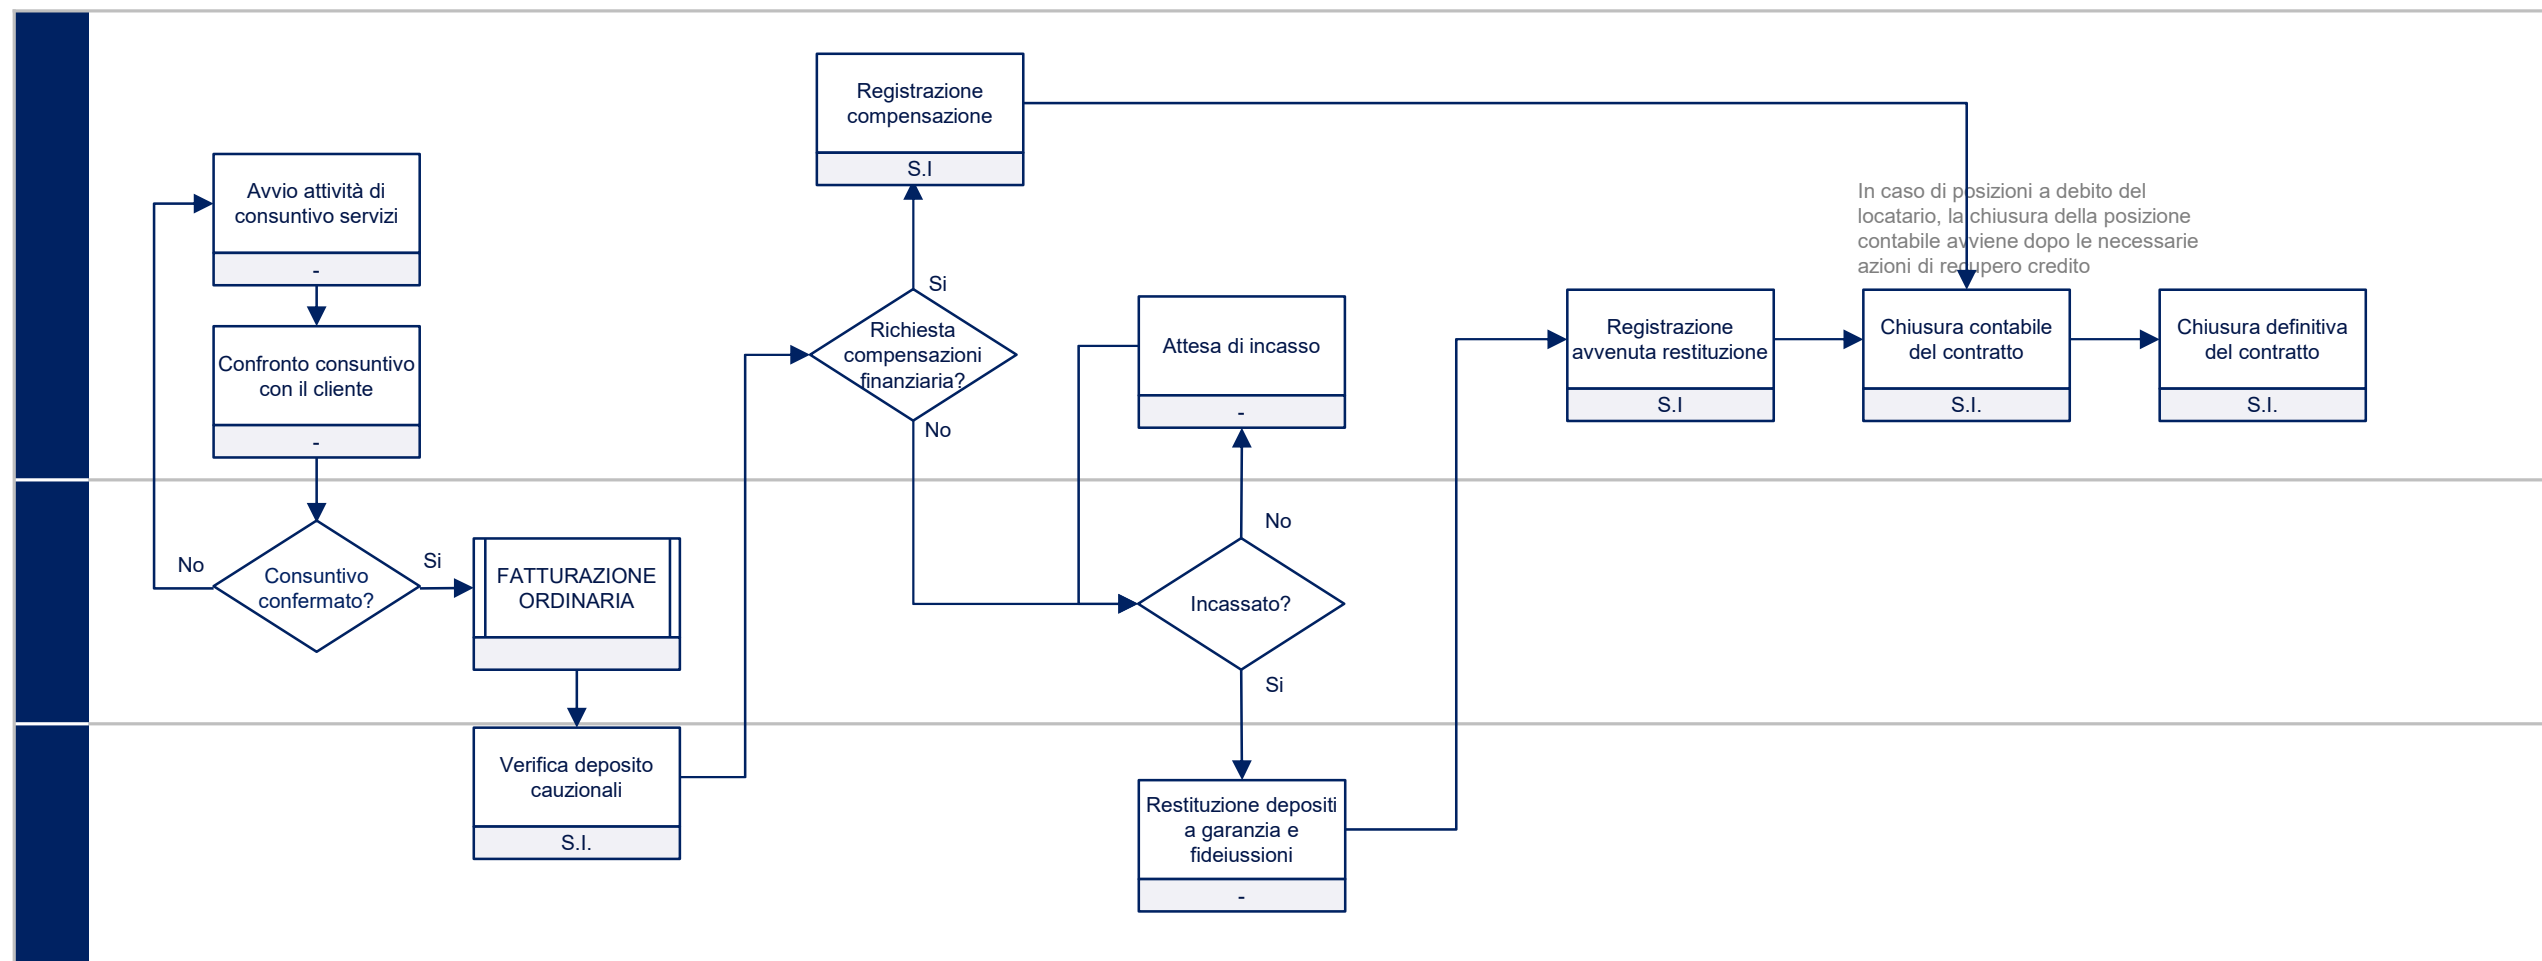 Registrazione
compensazione
S.I
Avvio attività di
consuntivo servizi
-
In caso di posizioni a debito del
locatario, la chiusura della posizione
contabile avviene dopo le necessarie
azioni di recupero credito
Confronto consuntivo
con il cliente
-
Si
Richiesta
compensazioni
finanziaria?
No
Attesa di incasso
-
Registrazione
avvenuta restituzione
S.I
Chiusura contabile
del contratto
S.I.
Chiusura definitiva
del contratto
S.I.
No
Consuntivo
confermato?
Si
FATTURAZIONE
ORDINARIA
No
Incassato?
Si
Verifica deposito
cauzionali
S.I.
Restituzione depositi
a garanzia e
fideiussioni
-